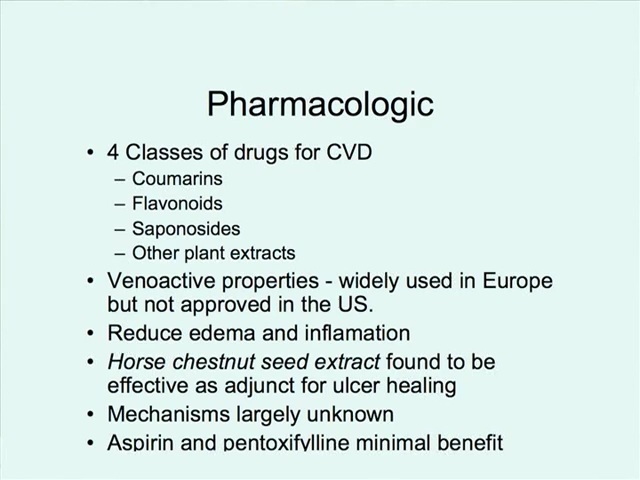 Pharmacologic
• 4 Classes of drugs for CVD
– Coumarins
– Flavonoids
– Saponosides
– Other plant extracts
• Venoactive properties - widely used in Europe
but not approved in the US.
• Reduce edema and inflamation
• Horse chestnut seed extract found to be
effective as adjunct for ulcer healing
• Mechanisms largely unknown
• Aspirin and pentoxifylline minimal benefit